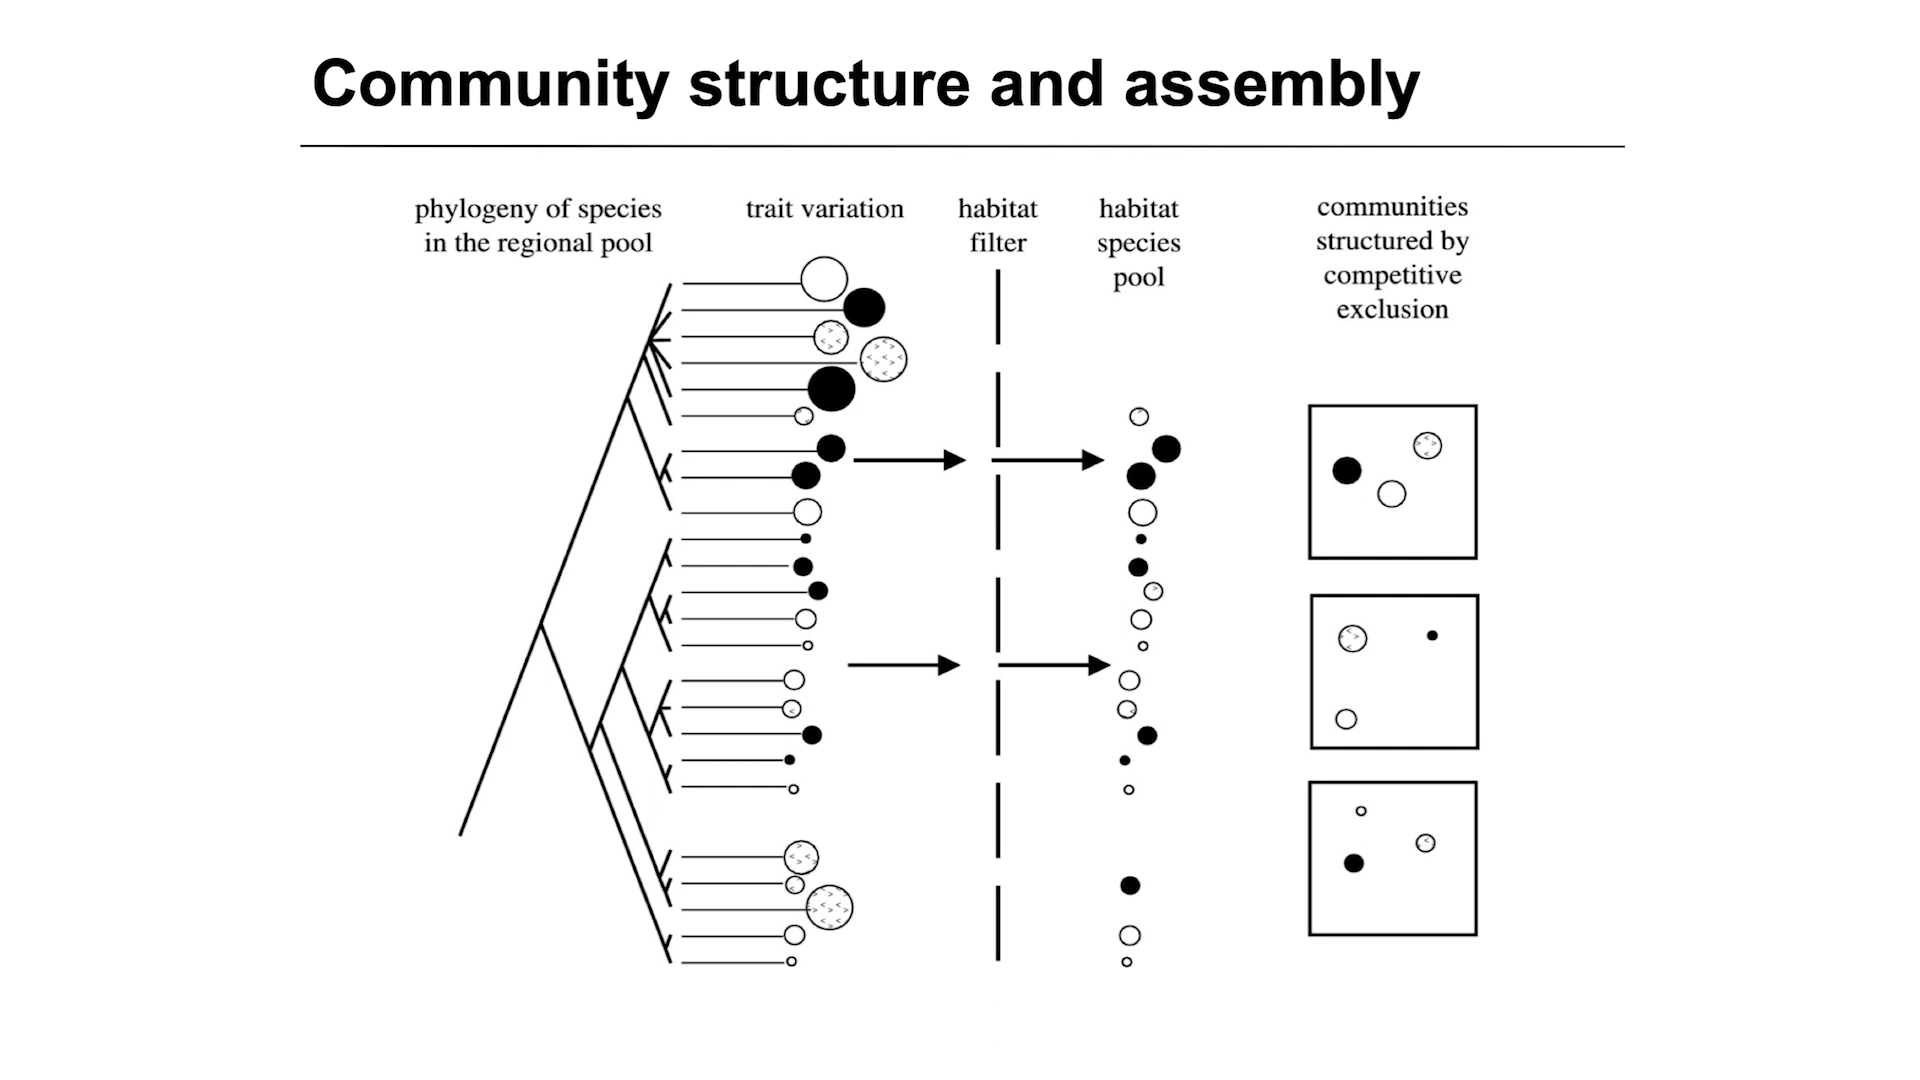 Community structure and assembly
phylogeny of species
in the regional pool
trait variation
habitat
filter
habitat
species
pool
communities
structured by
competitive
exclusion